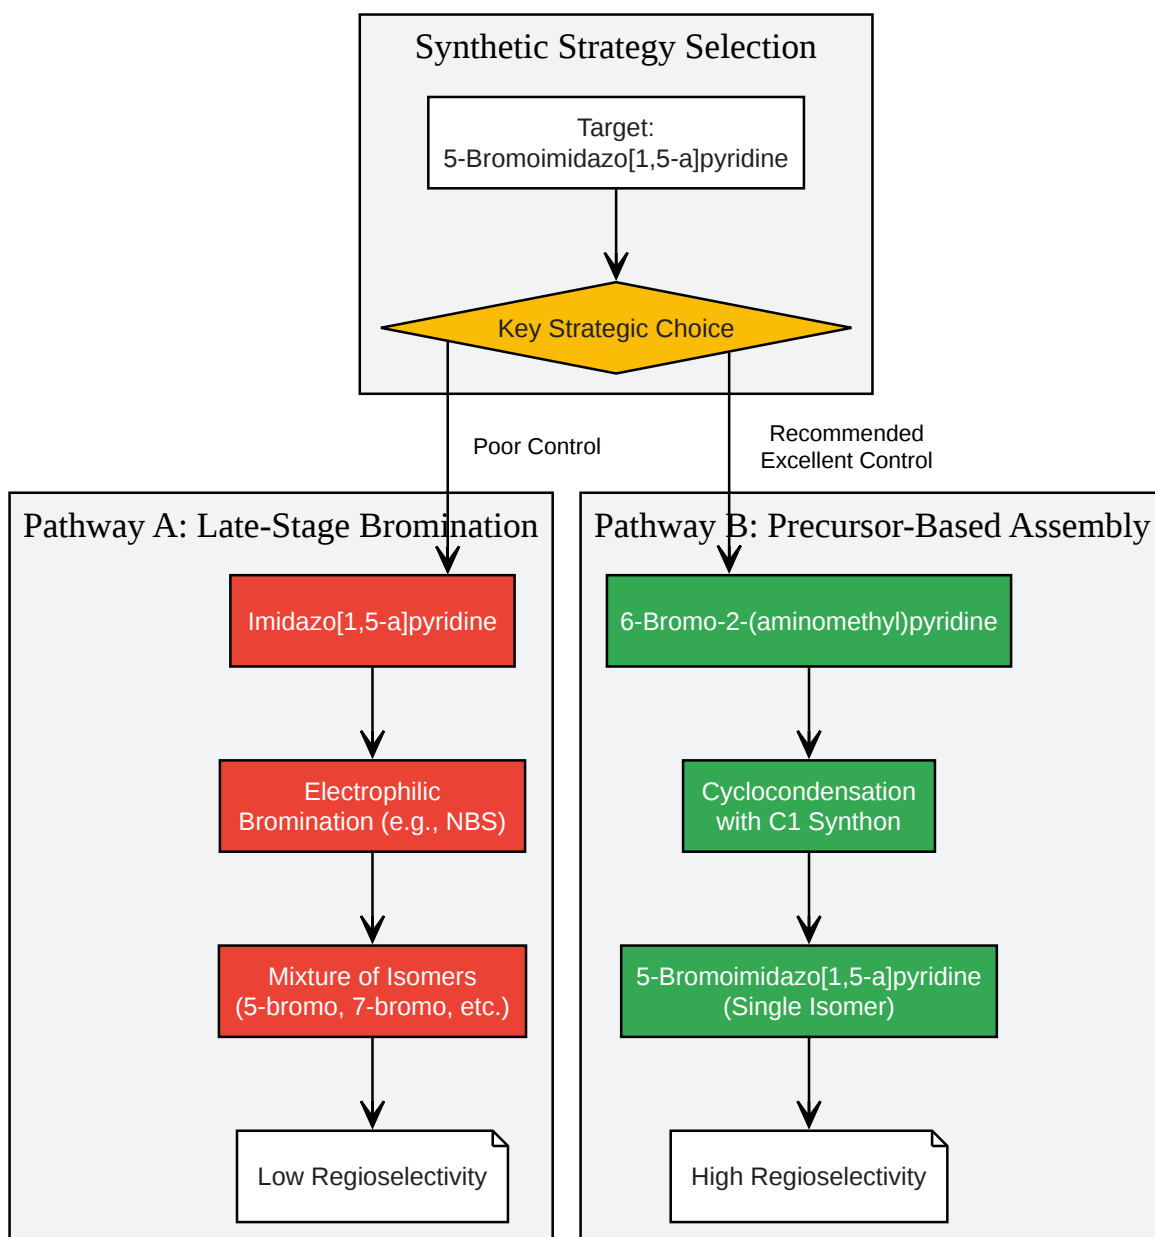 Synthetic Strategy Selection
Target:
5-Bromoimidazo[1,5-a]pyridine
Key Strategic Choice
Poor Control
Recommended
Excellent Control
Pathway A: Late-Stage Bromination
Imidazo[1,5-a]pyridine
Electrophilic
Bromination (e.g., NBS)
Mixture of Isomers
(5-bromo, 7-bromo, etc.)
Low Regioselectivity
Pathway B: Precursor-Based Assembly
6-Bromo-2-(aminomethyl)pyridine
Cyclocondensation
with C1 Synthon
5-Bromoimidazo[1,5-a]pyridine
(Single Isomer)
High Regioselectivity